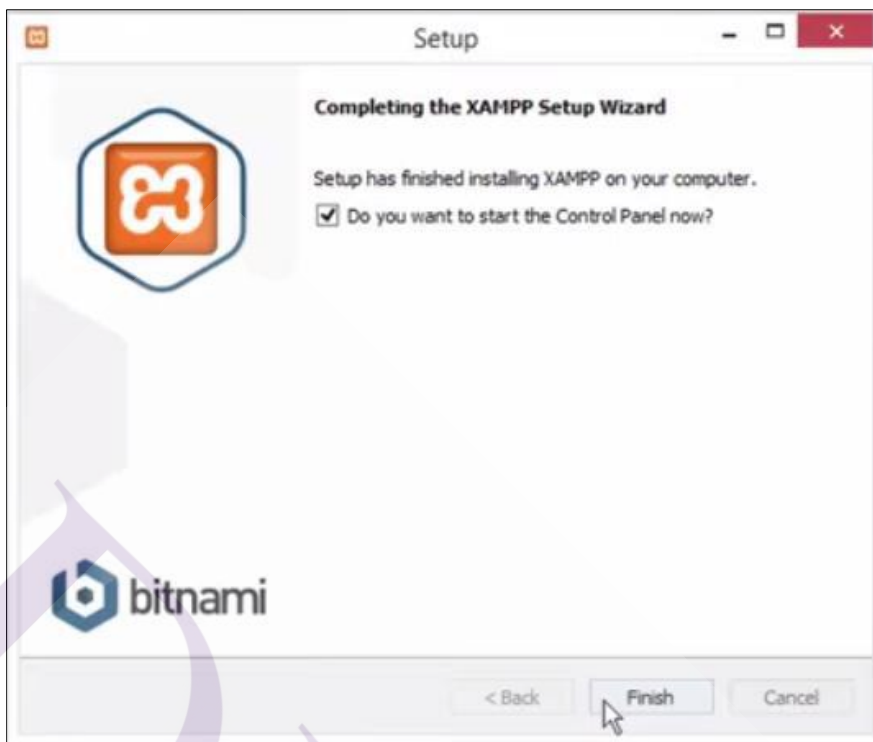 Setup
Completing the XAMPP Setup Wizard
Setup has finished installing XAMPP on your computer.
Do you want to start the Control Panel now?
bitnami
< Back Finish Cancel